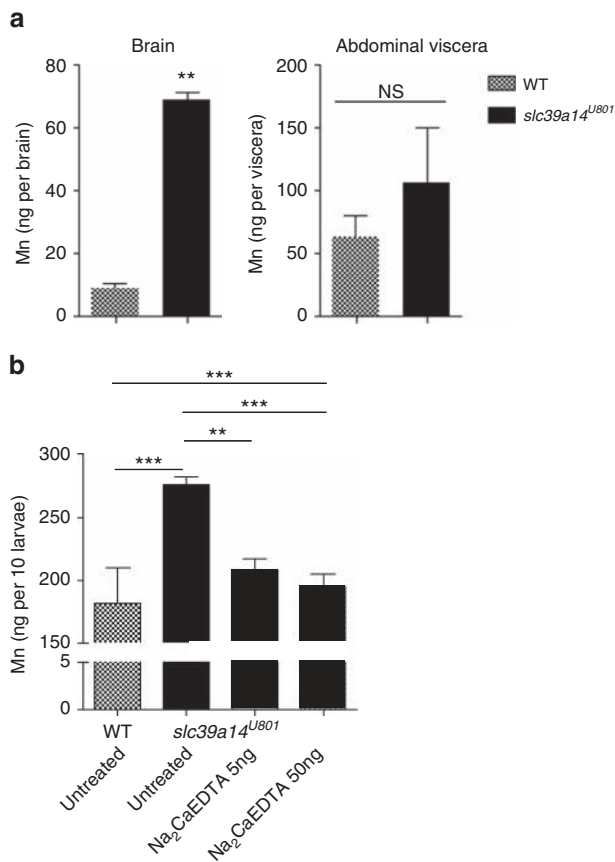 a
Brain
Abdominal viscera
Mn (ng per brain)
80
60
40
20
0
**
Mn (ng per viscera)
200
150
100
50
0
NS
WT
slc39a14U801
b
***
***
**
***
Mn (ng per 10 larvae)
300
250
200
150
5
0
WT
slc39a14U801
Untreated
Untreated
Na2CaEDTA 5ng
Na2CaEDTA 50ng